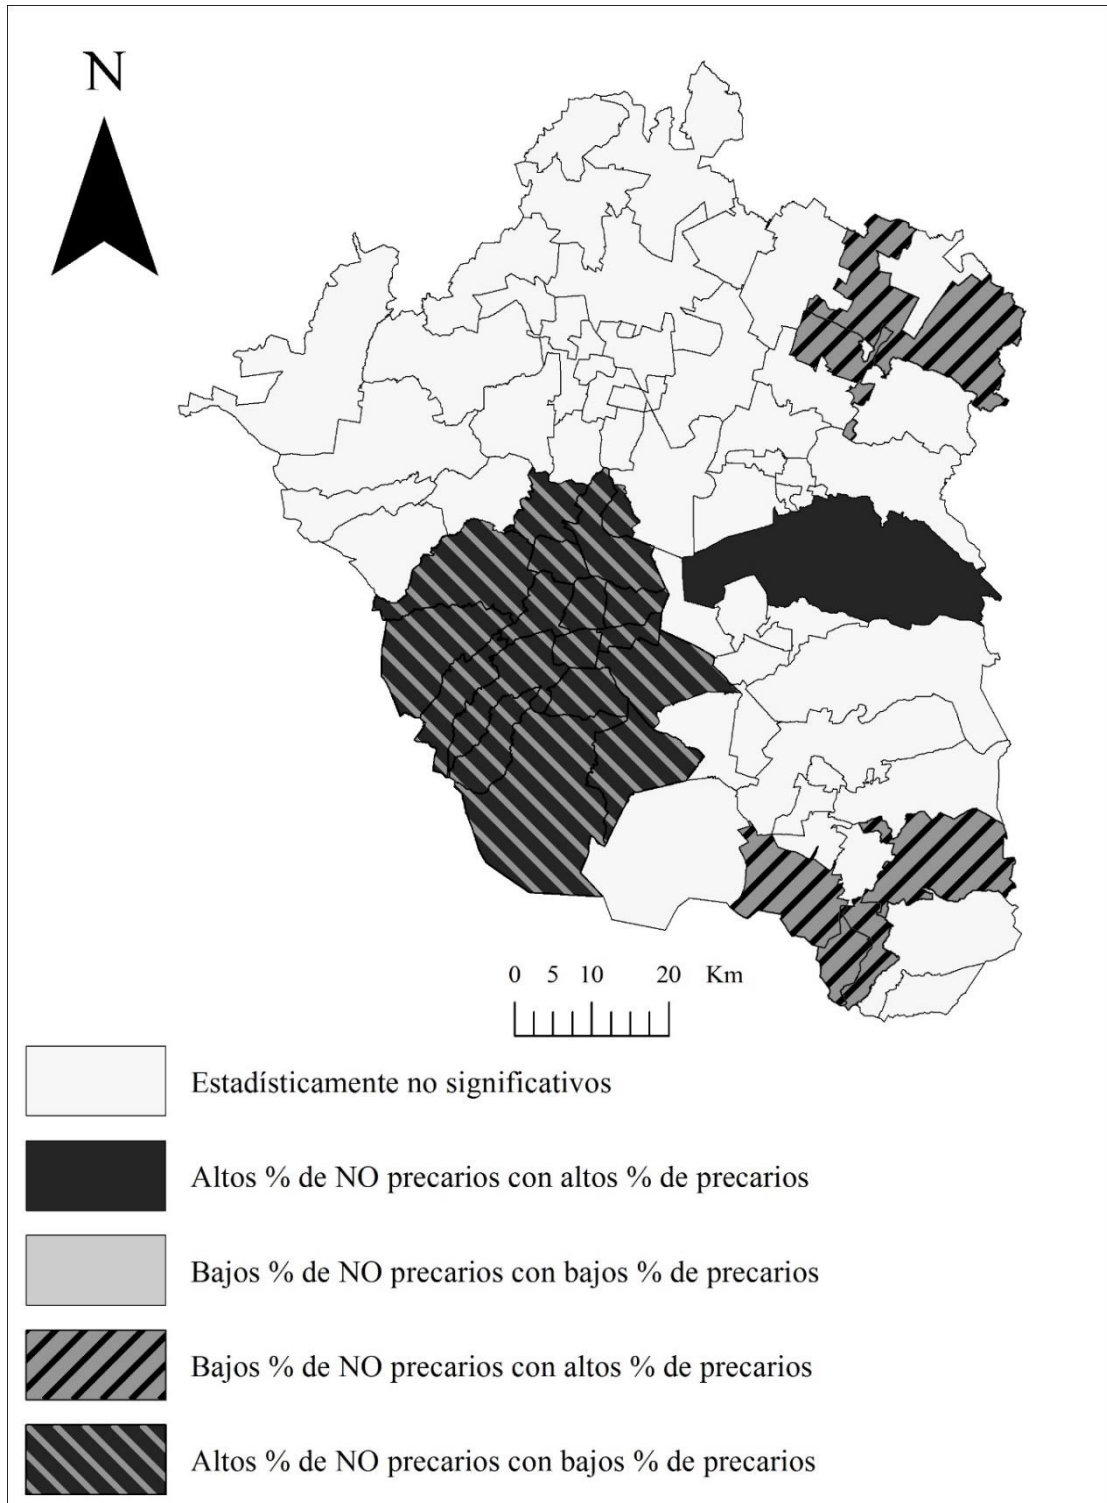 N
0 5 10 20 Km
Estadísticamente no significativos
Altos % de NO precarios con altos % de precarios
Bajos % de NO precarios con bajos % de precarios
Bajos % de NO precarios con altos % de precarios
Altos % de NO precarios con bajos % de precarios